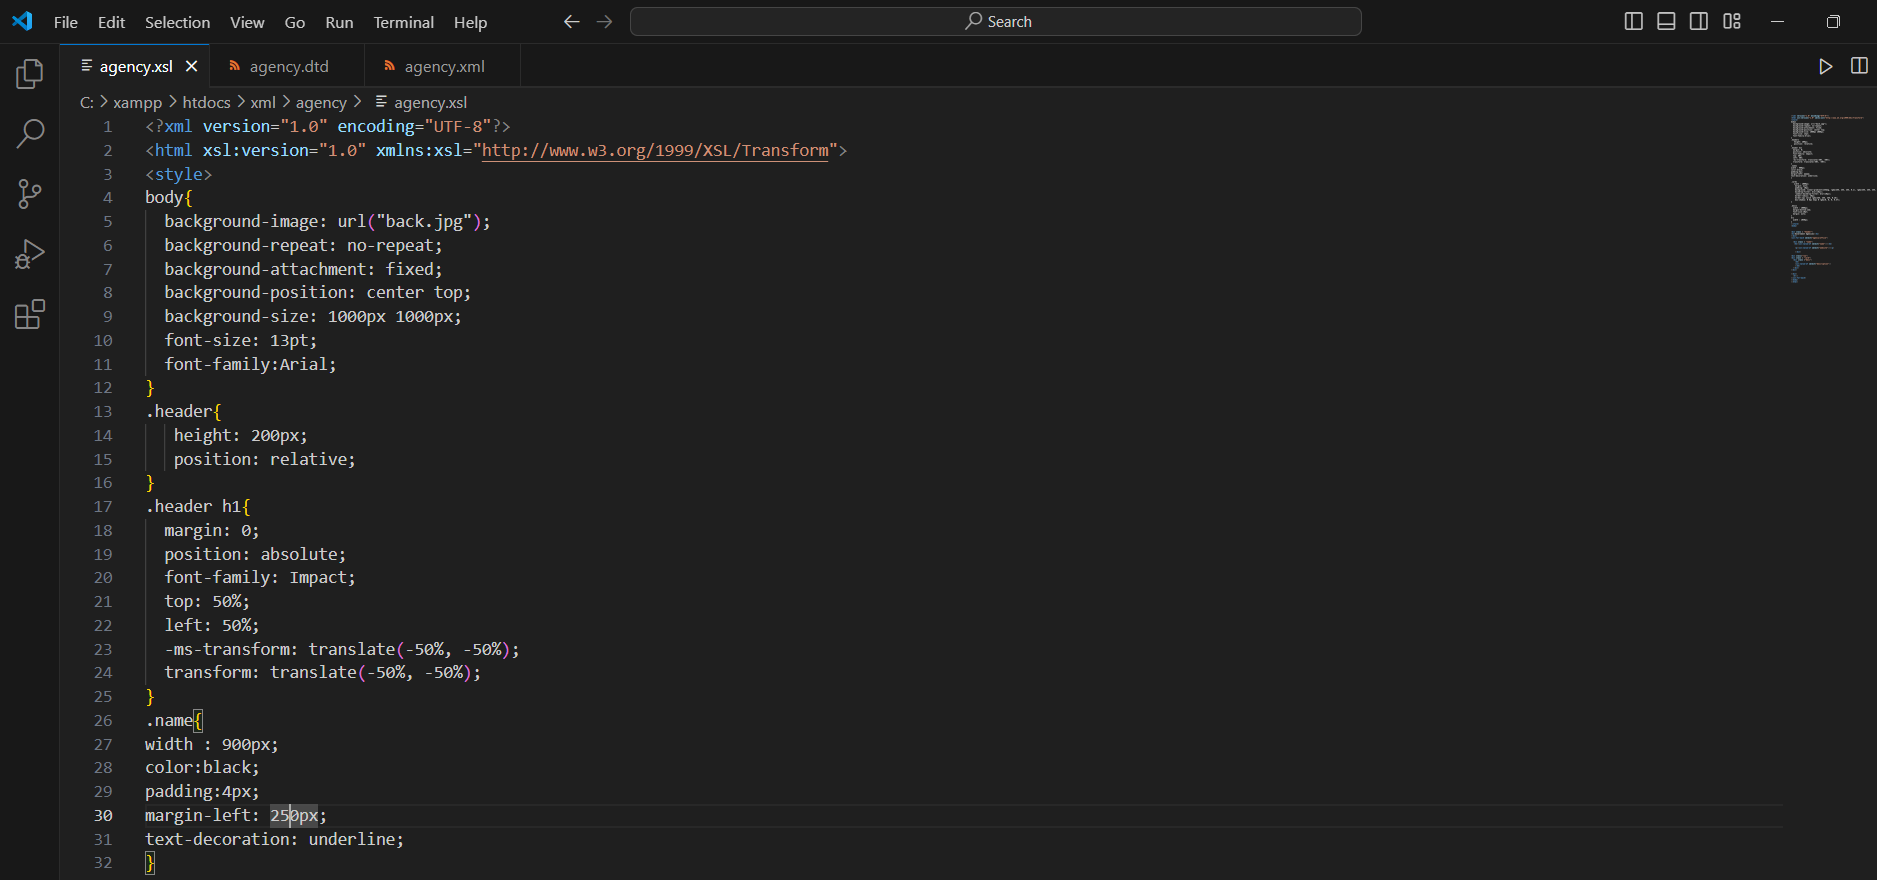 File Edit Selection View Go Run Terminal Help
Search
agency.xsl
agency.dtd
agency.xml
C: > xampp > htdocs > xml > agency > agency.xsl
1 <?xml version="1.0" encoding="UTF-8"?>
2 <html xsl:version="1.0" xmlns:xsl="http://www.w3.org/1999/XSL/Transform">
3 <style>
4 body{
5 background-image: url("back.jpg");
6 background-repeat: no-repeat;
7 background-attachment: fixed;
8 background-position: center top;
9 background-size: 1000px 1000px;
10 font-size: 13pt;
11 font-family:Arial;
12 }
13 .header{
14 height: 200px;
15 position: relative;
16 }
17 .header h1{
18 margin: 0;
19 position: absolute;
20 font-family: Impact;
21 top: 50%;
22 left: 50%;
23 -ms-transform: translate(-50%, -50%);
24 transform: translate(-50%, -50%);
25 }
26 .name{
27 width : 900px;
28 color:black;
29 padding:4px;
30 margin-left: 250px;
31 text-decoration: underline;
32 }